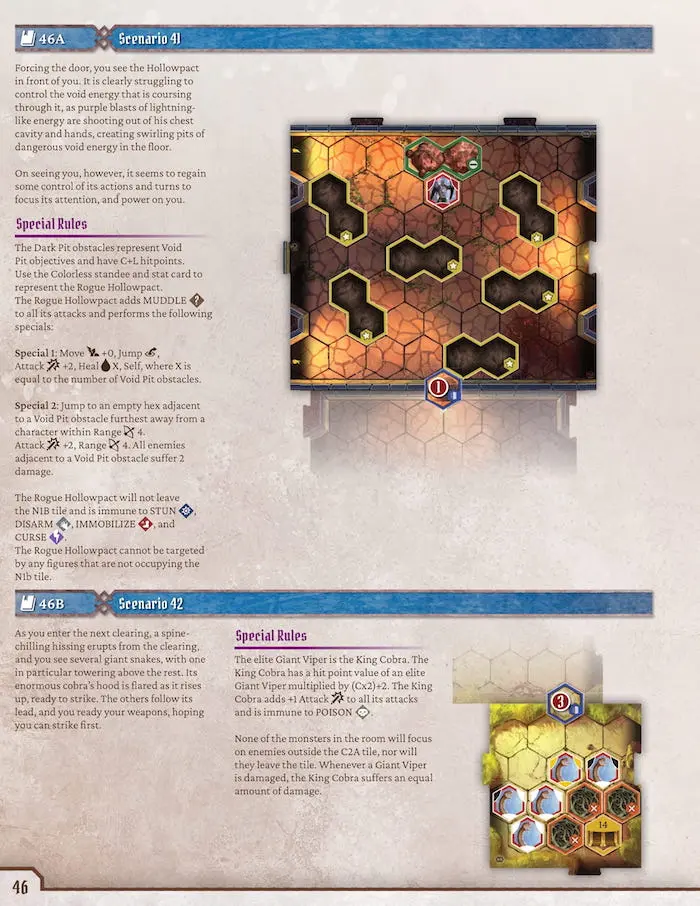 46A
Scenario 41
Forcing the door, you see the Hollowpact
in front of you. It is clearly struggling to
control the void energy that is coursing
through it, as purple blasts of lightning-
like energy are shooting out of his chest
cavity and hands, creating swirling pits of
dangerous void energy in the floor.
On seeing you, however, it seems to regain
some control of its actions and turns to
focus its attention, and power on you.
Special Rules
The Dark Pit obstacles represent Void
Pit objectives and have C+L hitpoints.
Use the Colorless standee and stat card to
represent the Rogue Hollowpact.
The Rogue Hollowpact adds MUDDLE ?
to all its attacks and performs the following
specials:
Special 1: Move +0, Jump ,
Attack +2, Heal X, Self, where X is
equal to the number of Void Pit obstacles.
Special 2: Jump to an empty hex adjacent
to a Void Pit obstacle furthest away from a
character within Range 4.
Attack +2, Range 4. All enemies
adjacent to a Void Pit obstacle suffer 2
damage.
The Rogue Hollowpact will not leave
the N1B tile and is immune to STUN ,
DISARM , IMMOBILIZE , and
CURSE .
The Rogue Hollowpact cannot be targeted
by any figures that are not occupying the
N1b tile.
1
46B
Scenario 42
As you enter the next clearing, a spine-
chilling hissing erupts from the clearing,
and you see several giant snakes, with one
in particular towering above the rest. Its
enormous cobra's hood is flared as it rises
up, ready to strike. The others follow its
lead, and you ready your weapons, hoping
you can strike first.
Special Rules
The elite Giant Viper is the King Cobra. The
King Cobra has a hit point value of an elite
Giant Viper multiplied by (Cx2)+2. The King
Cobra adds +1 Attack to all its attacks
and is immune to POISON .
None of the monsters in the room will focus
on enemies outside the C2A tile, nor will
they leave the tile. Whenever a Giant Viper
is damaged, the King Cobra suffers an equal
amount of damage.
3
14
46